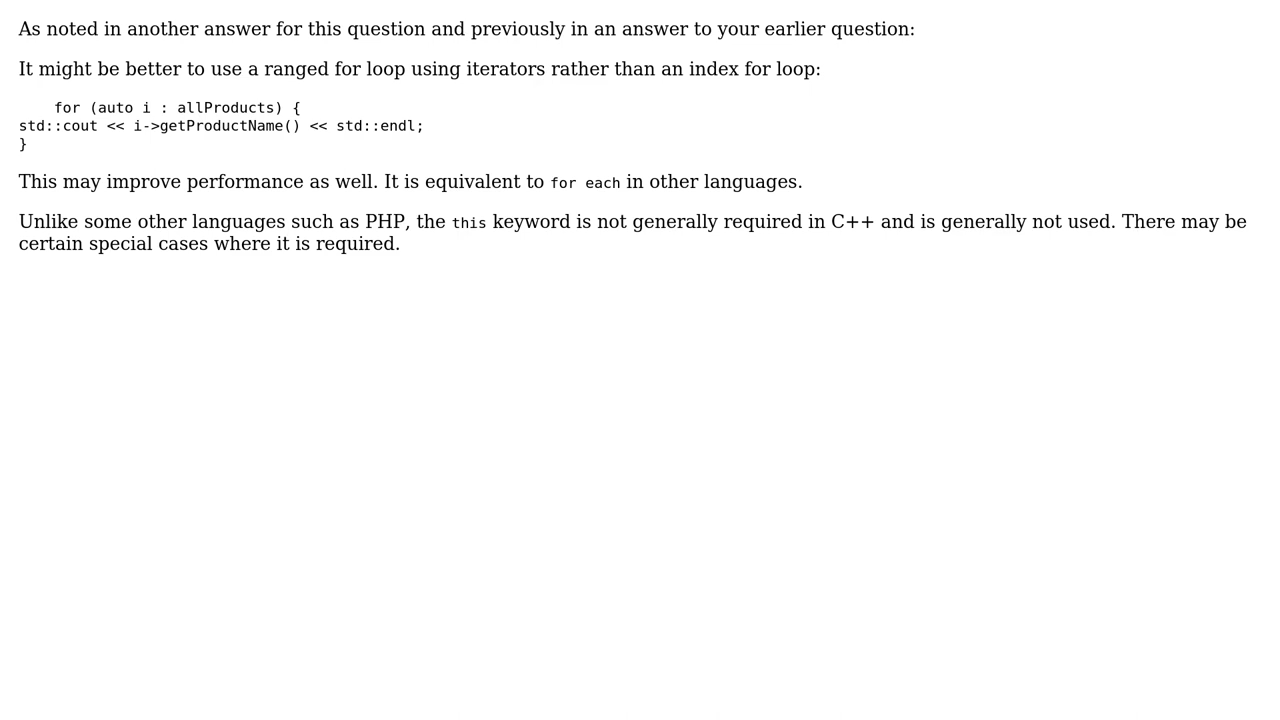 As noted in another answer for this question and previously in an answer to your earlier question:
It might be better to use a ranged for loop using iterators rather than an index for loop:
    for (auto i : allProducts) {
std::cout << i->getProductName() << std::endl;
}
This may improve performance as well. It is equivalent to for each in other languages.
Unlike some other languages such as PHP, the this keyword is not generally required in C++ and is generally not used. There may be
certain special cases where it is required.